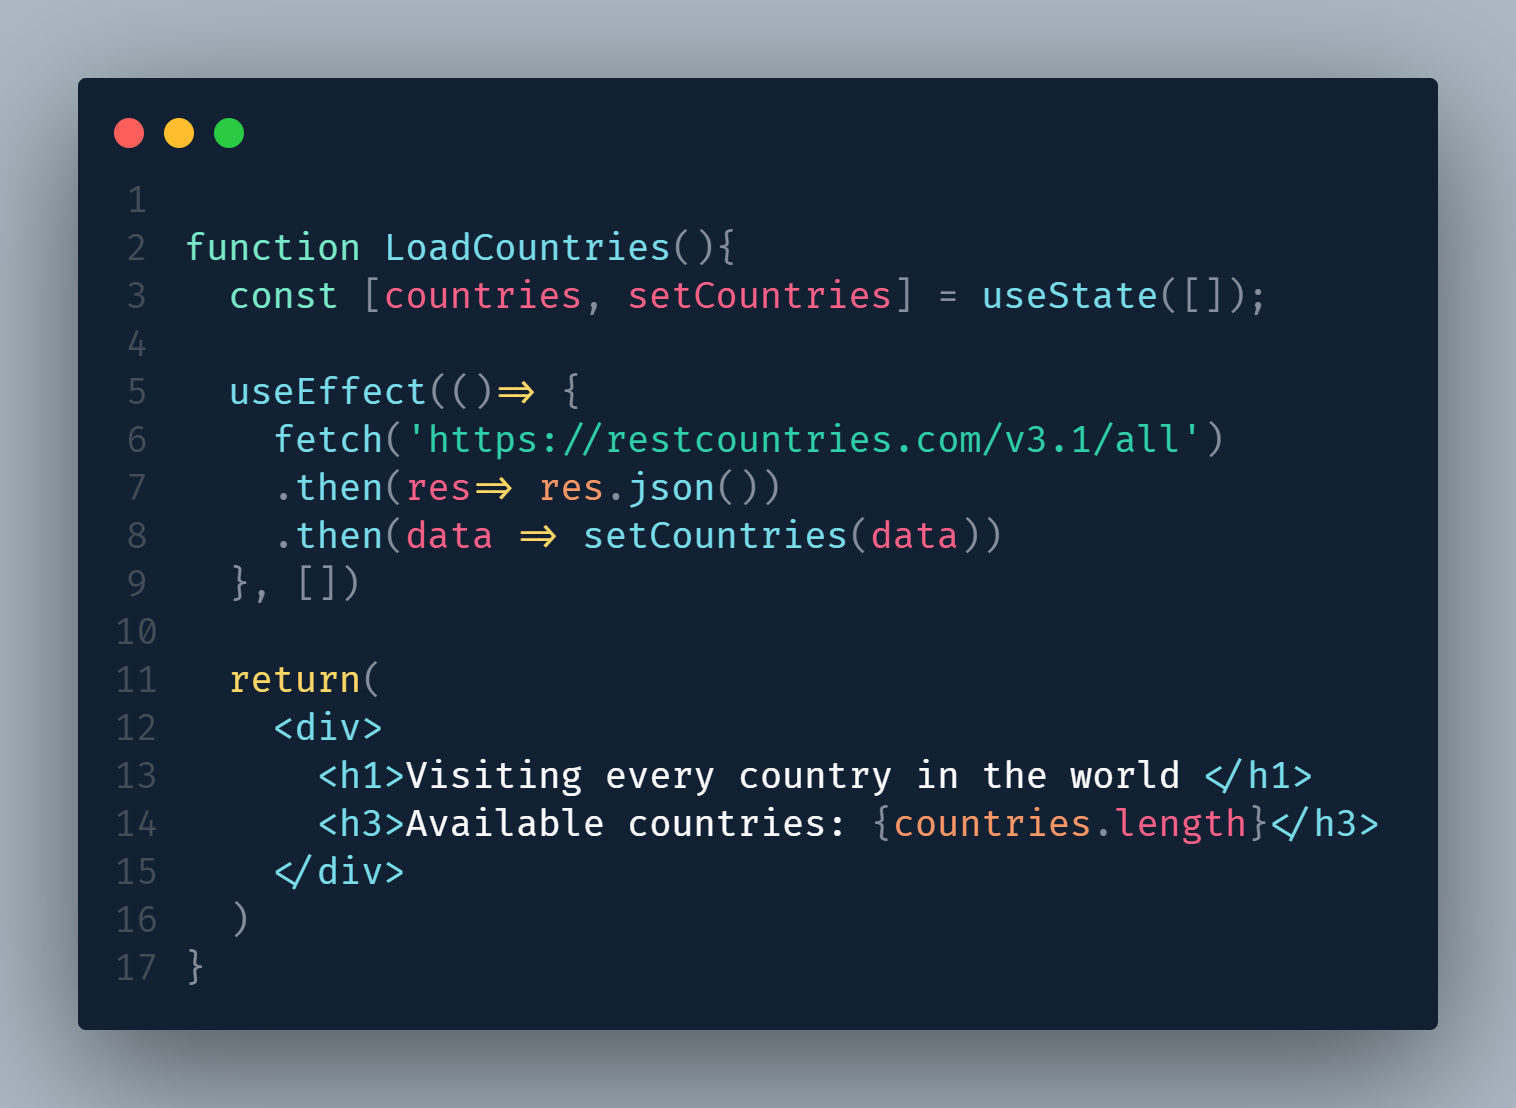 1
2 function LoadCountries(){
3   const [countries, setCountries] = useState([]);
4
5   useEffect(()=> {
6     fetch('https://restcountries.com/v3.1/all')
7     .then(res=> res.json())
8     .then(data => setCountries(data))
9   }, [])
10
11   return(
12     <div>
13       <h1>Visiting every country in the world </h1>
14       <h3>Available countries: {countries.length}</h3>
15     </div>
16   )
17 }